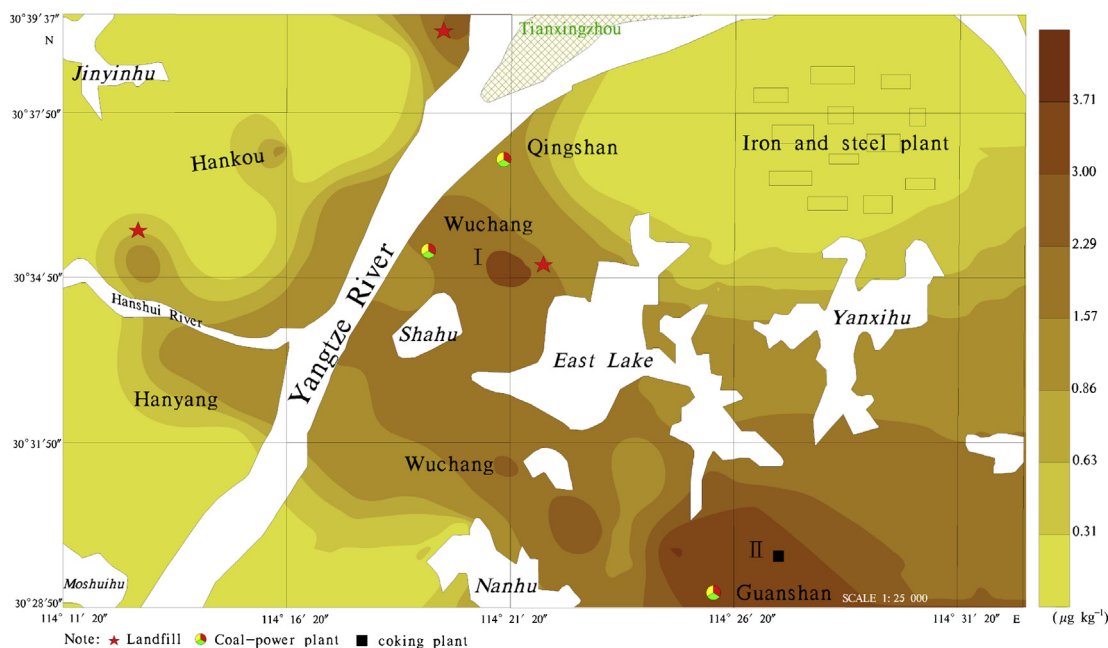 30°39′37″
N
Tianxingzhou
Jinyinhu
3.71
30°37′50″
Qingshan
Iron and steel plant
Hankou
3.00
Wuchang
2.29
I
30°34′50″
Hanshui River
Yangtze River
Shahu
Yanxihu
1.57
East Lake
Hanyang
0.86
30°31′50″
Wuchang
0.63
0.31
II
Moshuihu
Nanhu
Guanshan
SCALE 1: 25 000
30°28′50″
114° 11′ 20″
114° 16′ 20″
114° 21′ 20″
114° 26′ 20″
114° 31′ 20″ E
(μg kg⁻¹)
Note: ★ Landfill Coal-power plant ■ coking plant